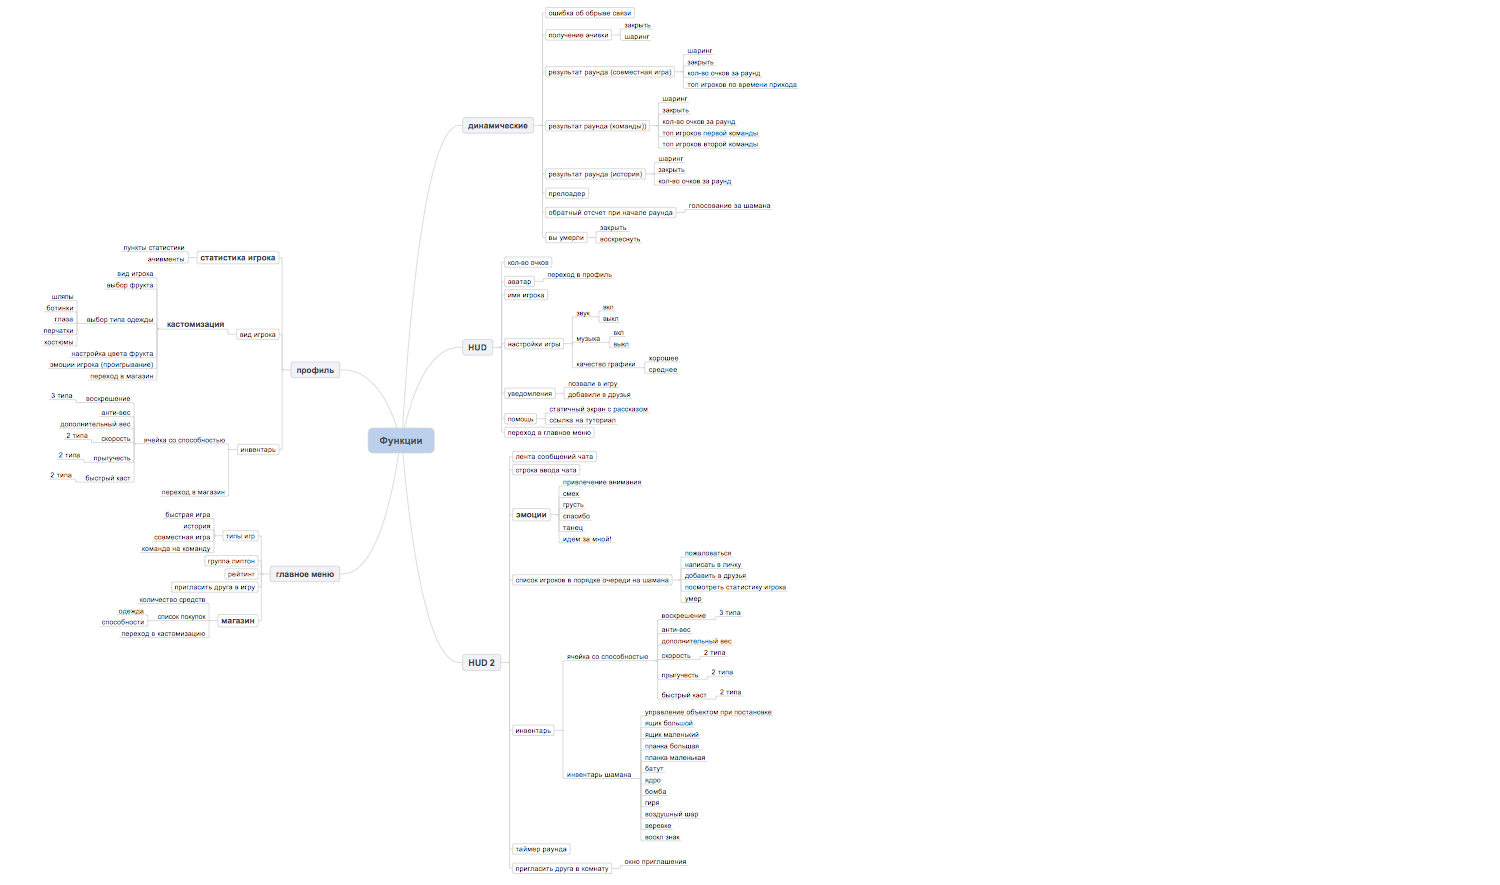 Функции
динамические
ошибка об обрыве связи
получение ачивки
закрыть
шаринг
результат раунда (совместная игра)
шаринг
закрыть
кол-во очков за раунд
топ игроков по времени прихода
результат раунда (команды))
шаринг
закрыть
кол-во очков за раунд
топ игроков первой команды
топ игроков второй команды
результат раунда (история)
шаринг
закрыть
кол-во очков за раунд
прелоадер
обратный отсчет при начале раунда
голосование за шамана
вы умерли
закрыть
воскреснуть
HUD
кол-во очков
аватар
переход в профиль
имя игрока
настройки игры
звук
вкл
выкл
музыка
вкл
выкл
качество графики
хорошее
среднее
уведомления
позвали в игру
добавили в друзья
помощь
статичный экран с рассказом
ссылка на туториал
переход в главное меню
HUD 2
лента сообщений чата
строка ввода чата
эмоции
привлечение внимания
смех
грусть
спасибо
танец
идем за мной!
список игроков в порядке очереди на шамана
пожаловаться
написать в личку
добавить в друзья
посмотреть статистику игрока
умер
инвентарь
ячейка со способностью
воскрешение
3 типа
анти-вес
дополнительный вес
скорость
2 типа
прыгучесть
2 типа
быстрый каст
2 типа
инвентарь шамана
управление объектом при постановке
ящик большой
ящик маленький
планка большая
планка маленькая
батут
ядро
бомба
гиря
воздушный шар
веревке
воскл знак
таймер раунда
пригласить друга в комнату
окно приглашения
профиль
статистика игрока
пункты статистики
ачивменты
вид игрока
кастомизация
вид игрока
выбор фрукта
выбор типа одежды
шляпы
ботинки
глаза
перчатки
костюмы
настройка цвета фрукта
эмоции игрока (проигрывание)
переход в магазин
инвентарь
ячейка со способностью
воскрешение
3 типа
анти-вес
дополнительный вес
скорость
2 типа
прыгучесть
2 типа
быстрый каст
2 типа
переход в магазин
главное меню
типы игр
быстрая игра
история
совместная игра
команда на команду
группа липтон
рейтинг
пригласить друга в игру
магазин
количество средств
список покупок
одежда
способности
переход в кастомизацию